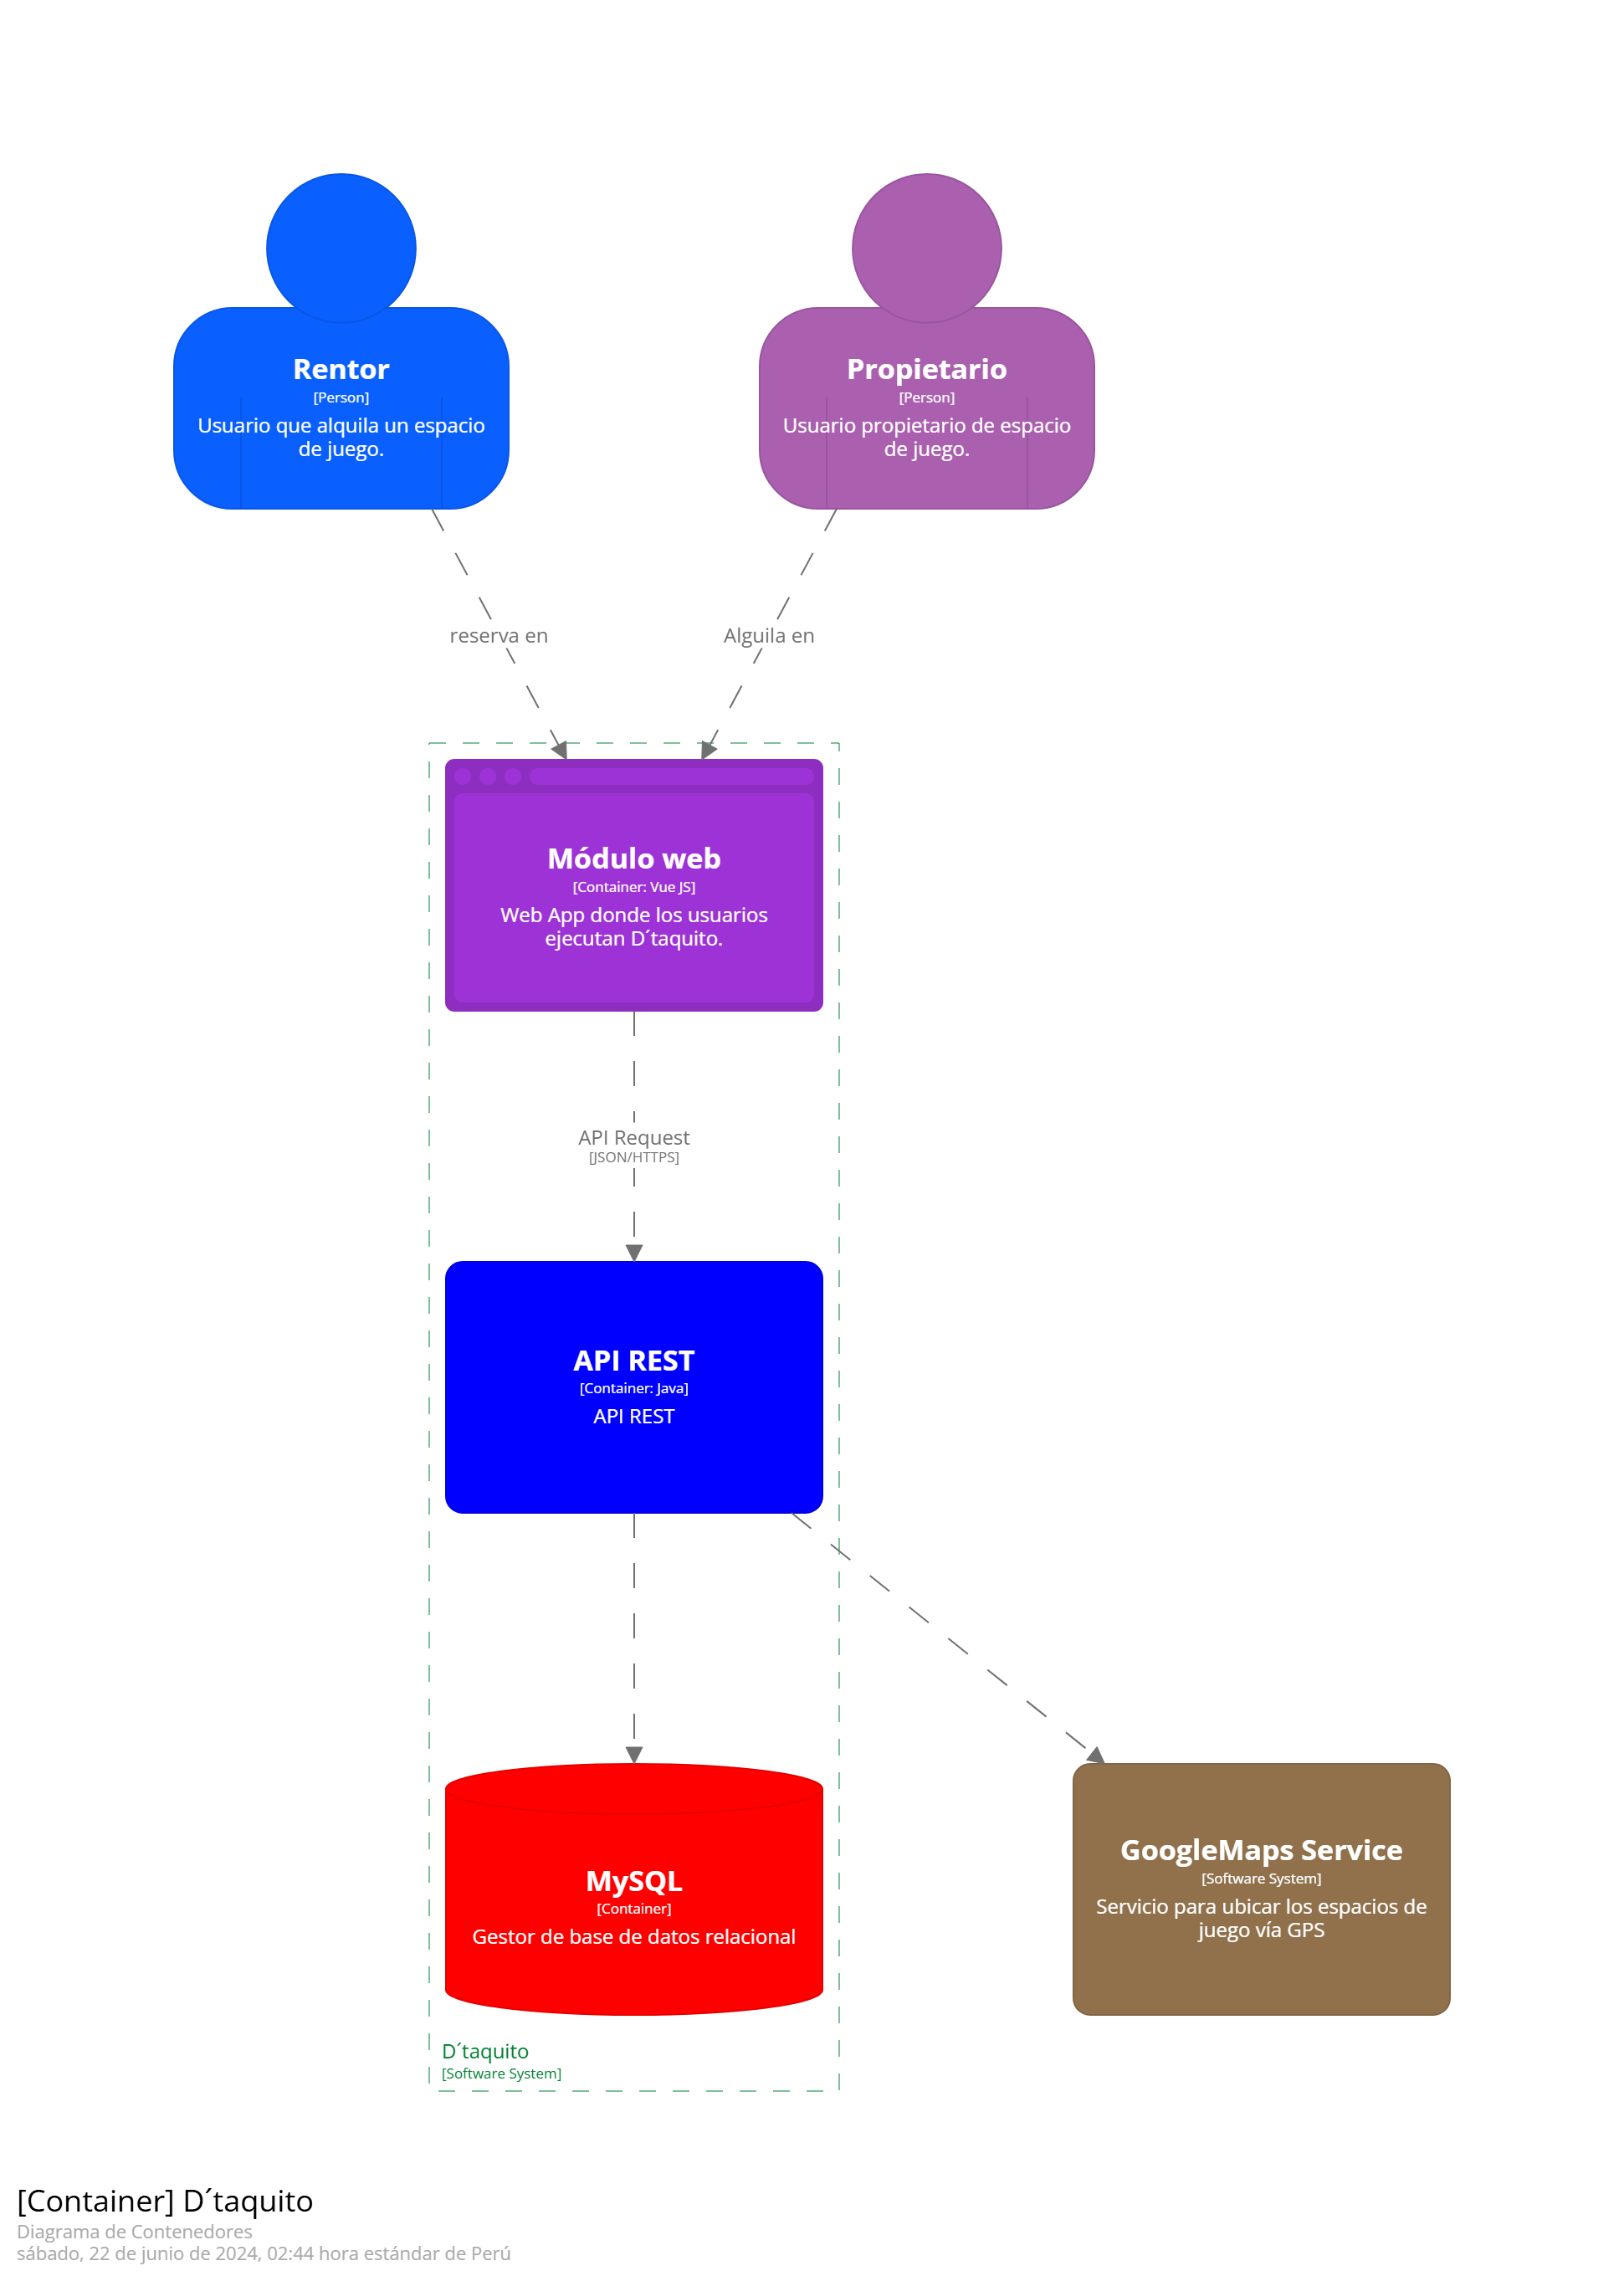 Rentor
[Person]
Usuario que alquila un espacio
de juego.
Propietario
[Person]
Usuario propietario de espacio
de juego.
reserva en
Alguila en
Módulo web
[Container: Vue JS]
Web App donde los usuarios
ejecutan D´taquito.
API Request
[JSON/HTTPS]
API REST
[Container: Java]
API REST
MySQL
[Container]
Gestor de base de datos relacional
GoogleMaps Service
[Software System]
Servicio para ubicar los espacios de
juego vía GPS
D´taquito
[Software System]
[Container] D´taquito
Diagrama de Contenedores
sábado, 22 de junio de 2024, 02:44 hora estándar de Perú